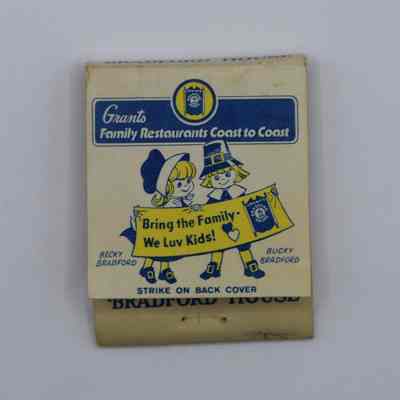 Grants
Family Restaurants Coast to Coast
Bring the Family-
We Luv Kids!
BECKY
BRADFORD
BUCKY
BRADFORD
STRIKE ON BACK COVER
BRADFORD HOUSE